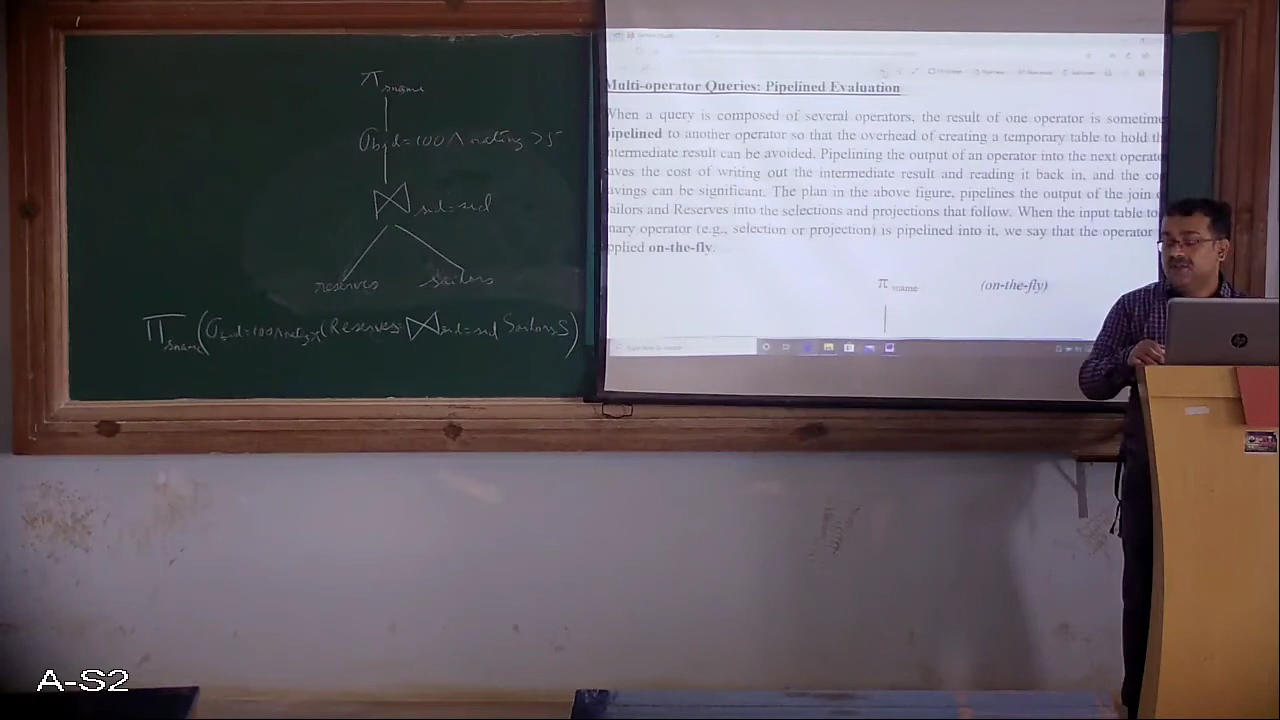 π sname
σ bid=100 ∧ rating >5
⋈ sid=sid
reserves sailors
π sname (σ bid=100 ∧ (Reserves ⋈ sid=sid Sailors S)
Multi-operator Queries: Pipelined Evaluation
When a query is composed of several operators, the result of one operator is sometime
ipelined to another operator so that the overhead of creating a temporary table to hold th
ntermediate result can be avoided. Pipelining the output of an operator into the next operato
aves the cost of writing out the intermediate result and reading it back in, and the co
avings can be significant. The plan in the above figure, pipelines the output of the join o
ailors and Reserves into the selections and projections that follow. When the input table to
nary operator (e.g., selection or projection) is pipelined into it, we say that the operator
pplied on-the-fly.
π sname (on-the-fly)
hp
A-S2